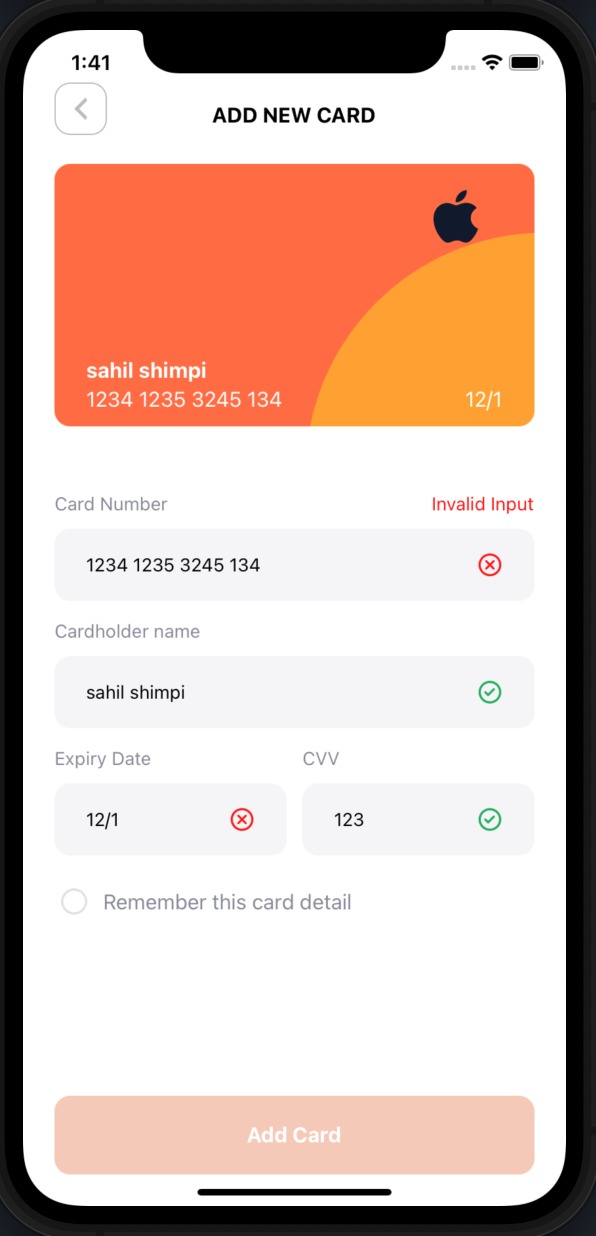 1:41
ADD NEW CARD
sahil shimpi
1234 1235 3245 134 12/1
Card Number Invalid Input
1234 1235 3245 134
Cardholder name
sahil shimpi
Expiry Date CVV
12/1 123
Remember this card detail
Add Card